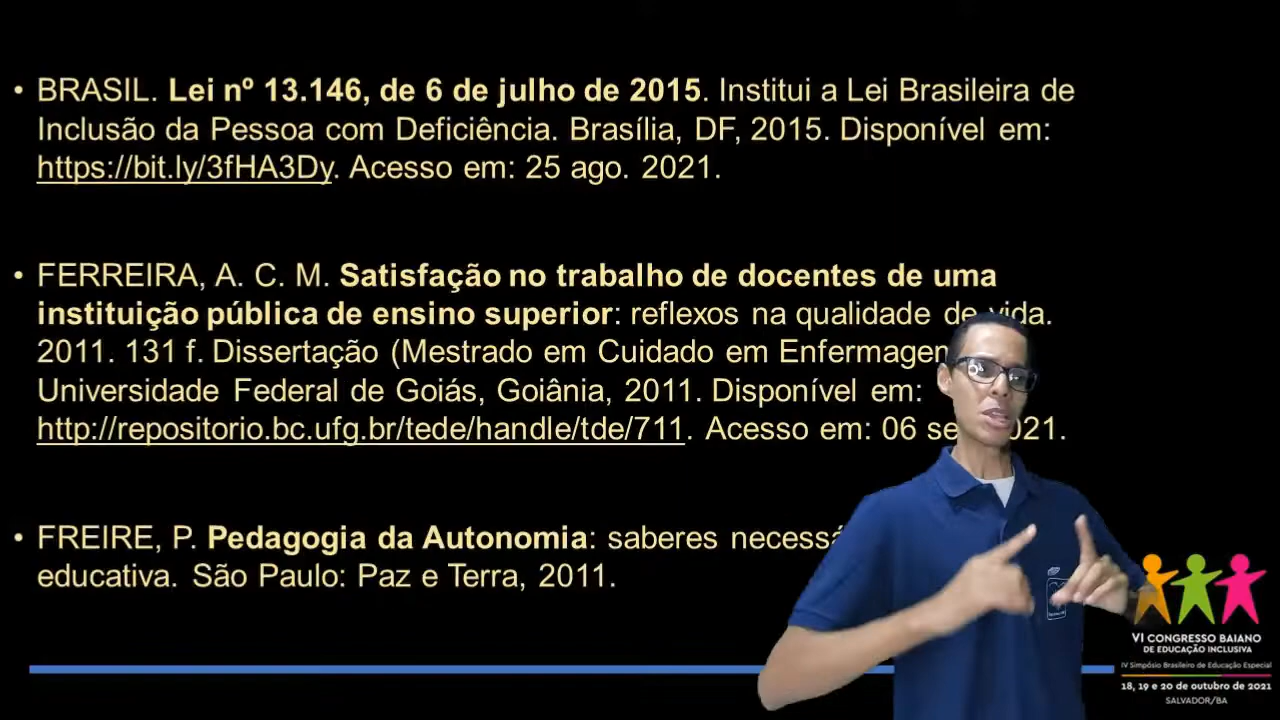 • BRASIL. Lei nº 13.146, de 6 de julho de 2015. Institui a Lei Brasileira de
Inclusão da Pessoa com Deficiência. Brasília, DF, 2015. Disponível em:
https://bit.ly/3fHA3Dy. Acesso em: 25 ago. 2021.
• FERREIRA, A. C. M. Satisfação no trabalho de docentes de uma
instituição pública de ensino superior: reflexos na qualidade de vida.
2011. 131 f. Dissertação (Mestrado em Cuidado em
Universidade Federal de Goiás, Goiânia, 2011. Disponível em:
http://repositorio.bc.ufg.br/tede/handle/tde/711. Acesso em: 06 2021.
• FREIRE, P. Pedagogia da Autonomia: saberes
educativa. São Paulo: Paz e Terra, 2011.
VI CONGRESSO BAIANO
DE EDUCAÇÃO INCLUSIVA
IV Simpósio Brasileiro de Educação Especial
18, 19 e 20 de outubro de 2021
SALVADOR/BA